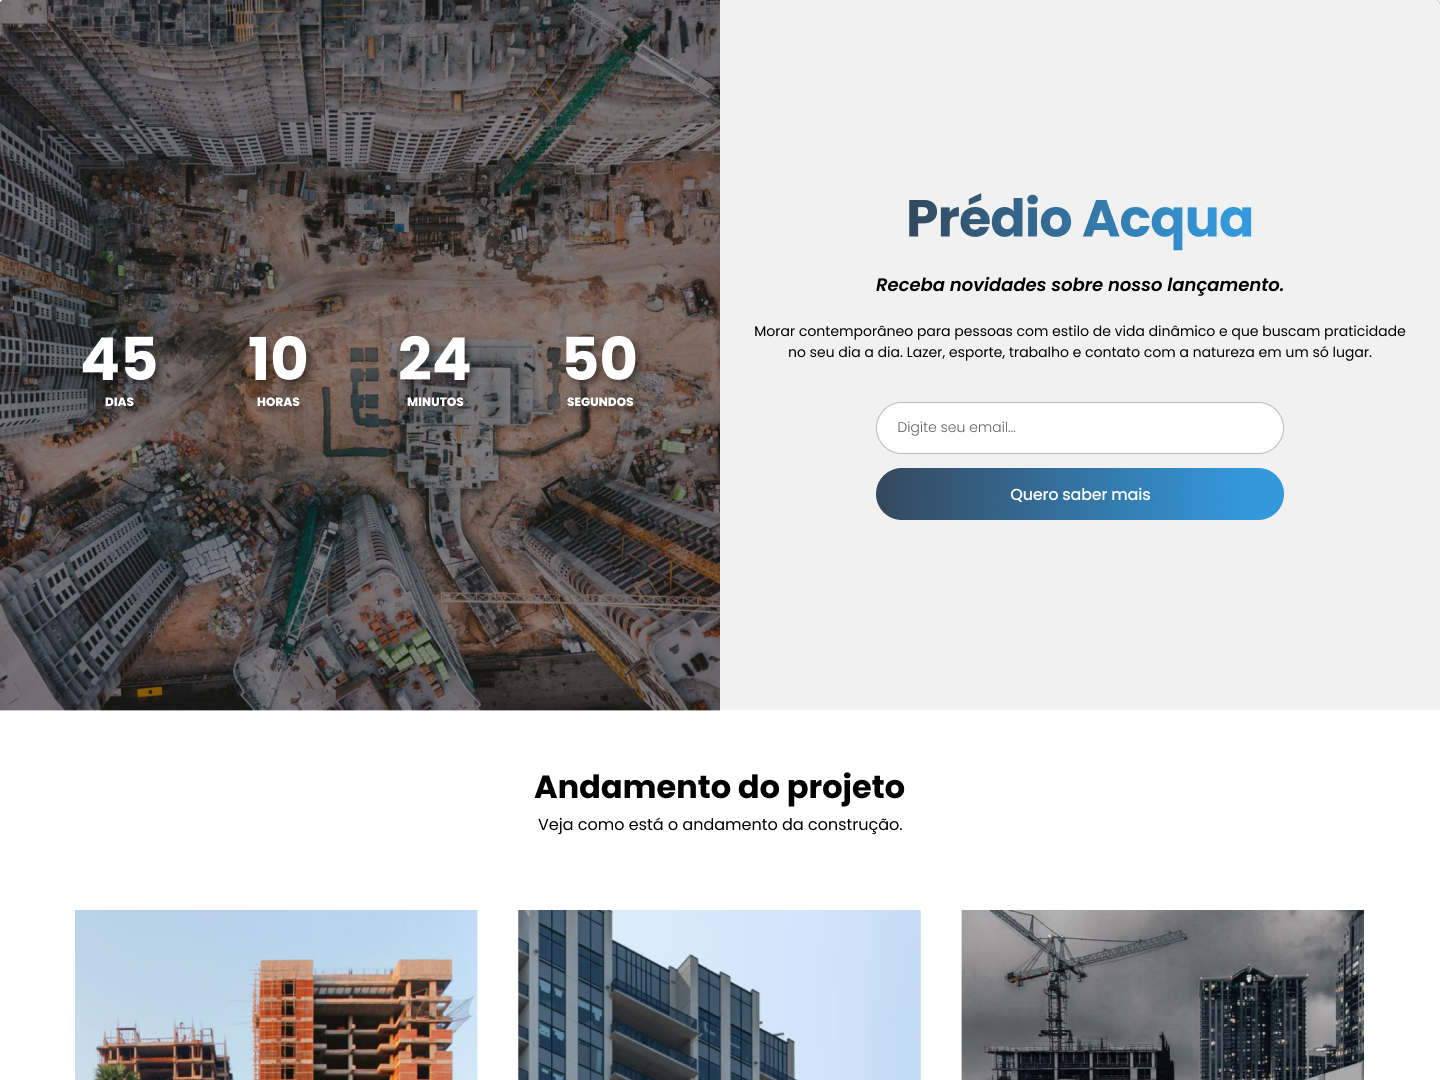 45 10 24 50
DIAS HORAS MINUTOS SEGUNDOS
Prédio Acqua
Receba novidades sobre nosso lançamento.
Morar contemporâneo para pessoas com estilo de vida dinâmico e que buscam praticidade
no seu dia a dia. Lazer, esporte, trabalho e contato com a natureza em um só lugar.
Digite seu email...
Quero saber mais
Andamento do projeto
Veja como está o andamento da construção.